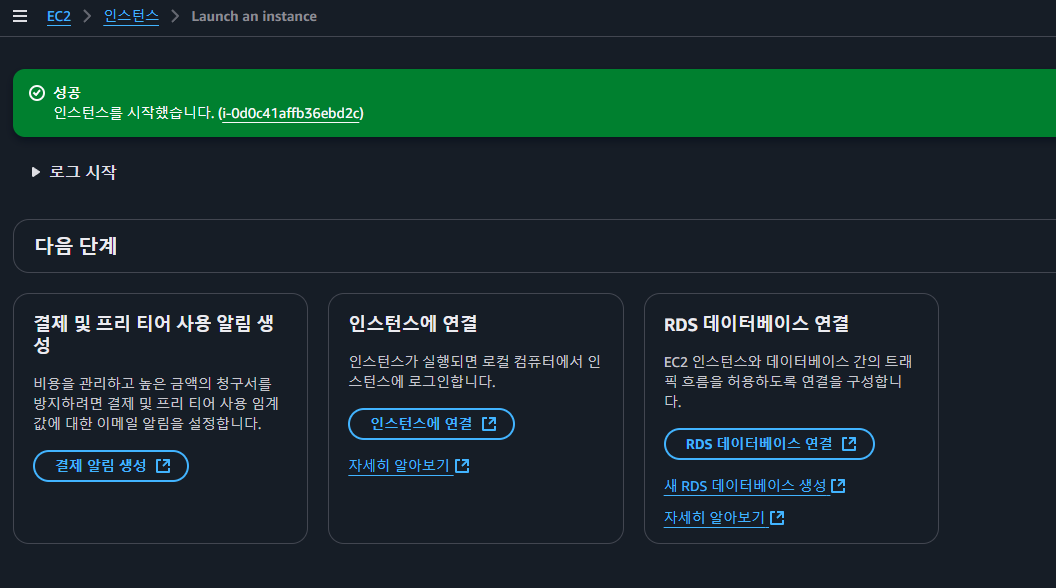 EC2 > 인스턴스 > Launch an instance
성공
인스턴스를 시작했습니다. (i-0d0c41affb36ebd2c)
로그 시작
다음 단계
결제 및 프리 티어 사용 알림 생
성
비용을 관리하고 높은 금액의 청구서를
방지하려면 결제 및 프리 티어 사용 임계
값에 대한 이메일 알림을 설정합니다.
결제 알림 생성
인스턴스에 연결
인스턴스가 실행되면 로컬 컴퓨터에서 인
스턴스에 로그인합니다.
인스턴스에 연결
자세히 알아보기
RDS 데이터베이스 연결
EC2 인스턴스와 데이터베이스 간의 트래
픽 흐름을 허용하도록 연결을 구성합니
다.
RDS 데이터베이스 연결
새 RDS 데이터베이스 생성
자세히 알아보기